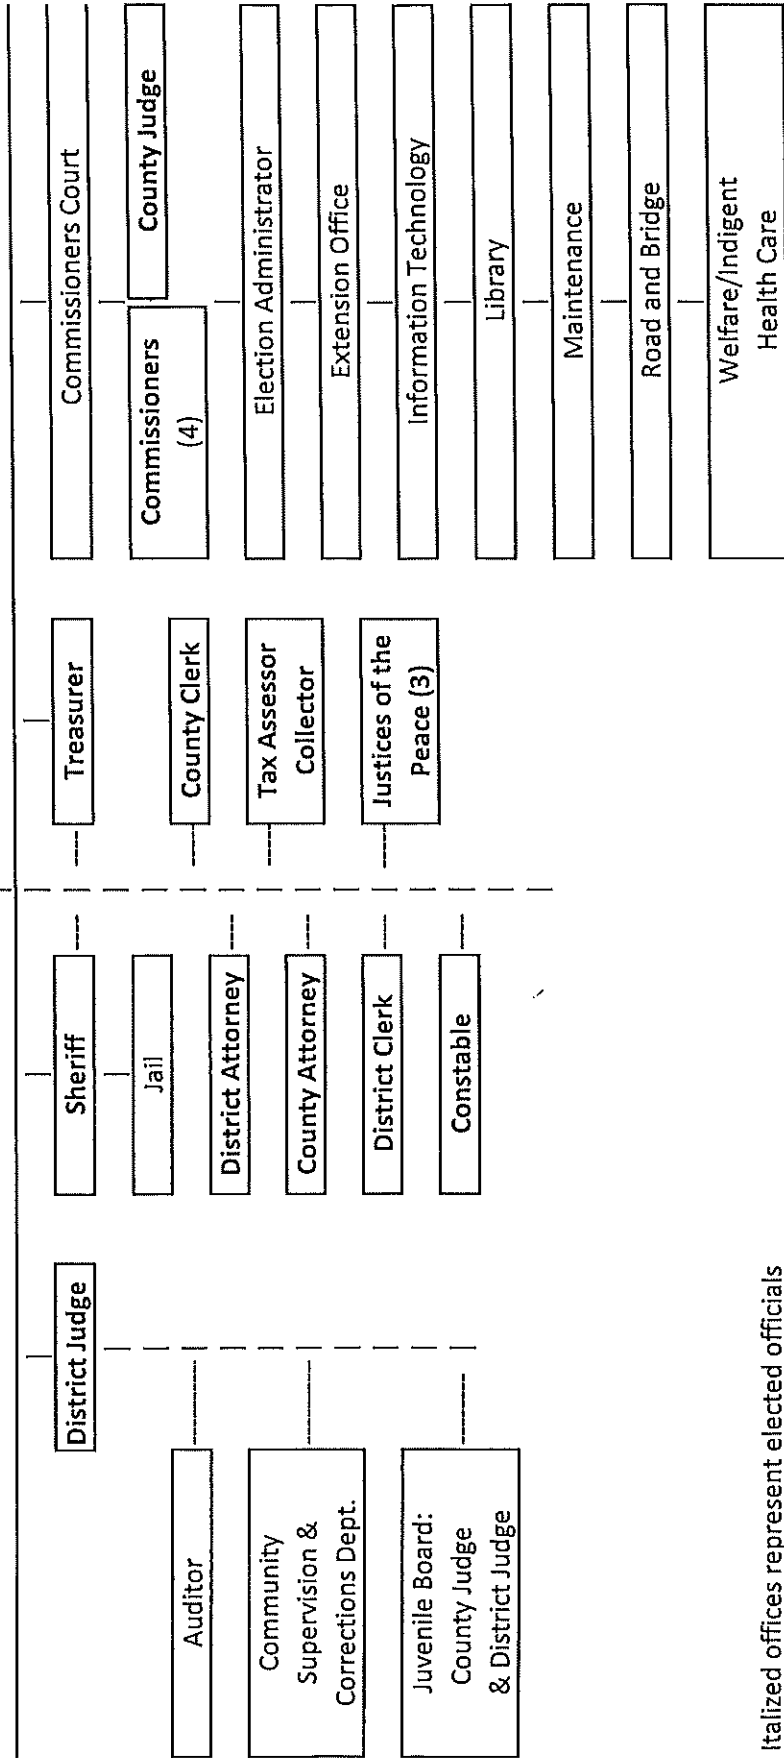 District Judge
Auditor
Community
Supervision &
Corrections Dept.
Juvenile Board:
County Judge
& District Judge
Sheriff
Jail
District Attorney
County Attorney
District Clerk
Constable
Treasurer
County Clerk
Tax Assessor
Collector
Justices of the
Peace (3)
Commissioners Court
Commissioners
(4)
County Judge
Election Administrator
Extension Office
Information Technology
Library
Maintenance
Road and Bridge
Welfare/Indigent
Health Care
Italized offices represent elected officials